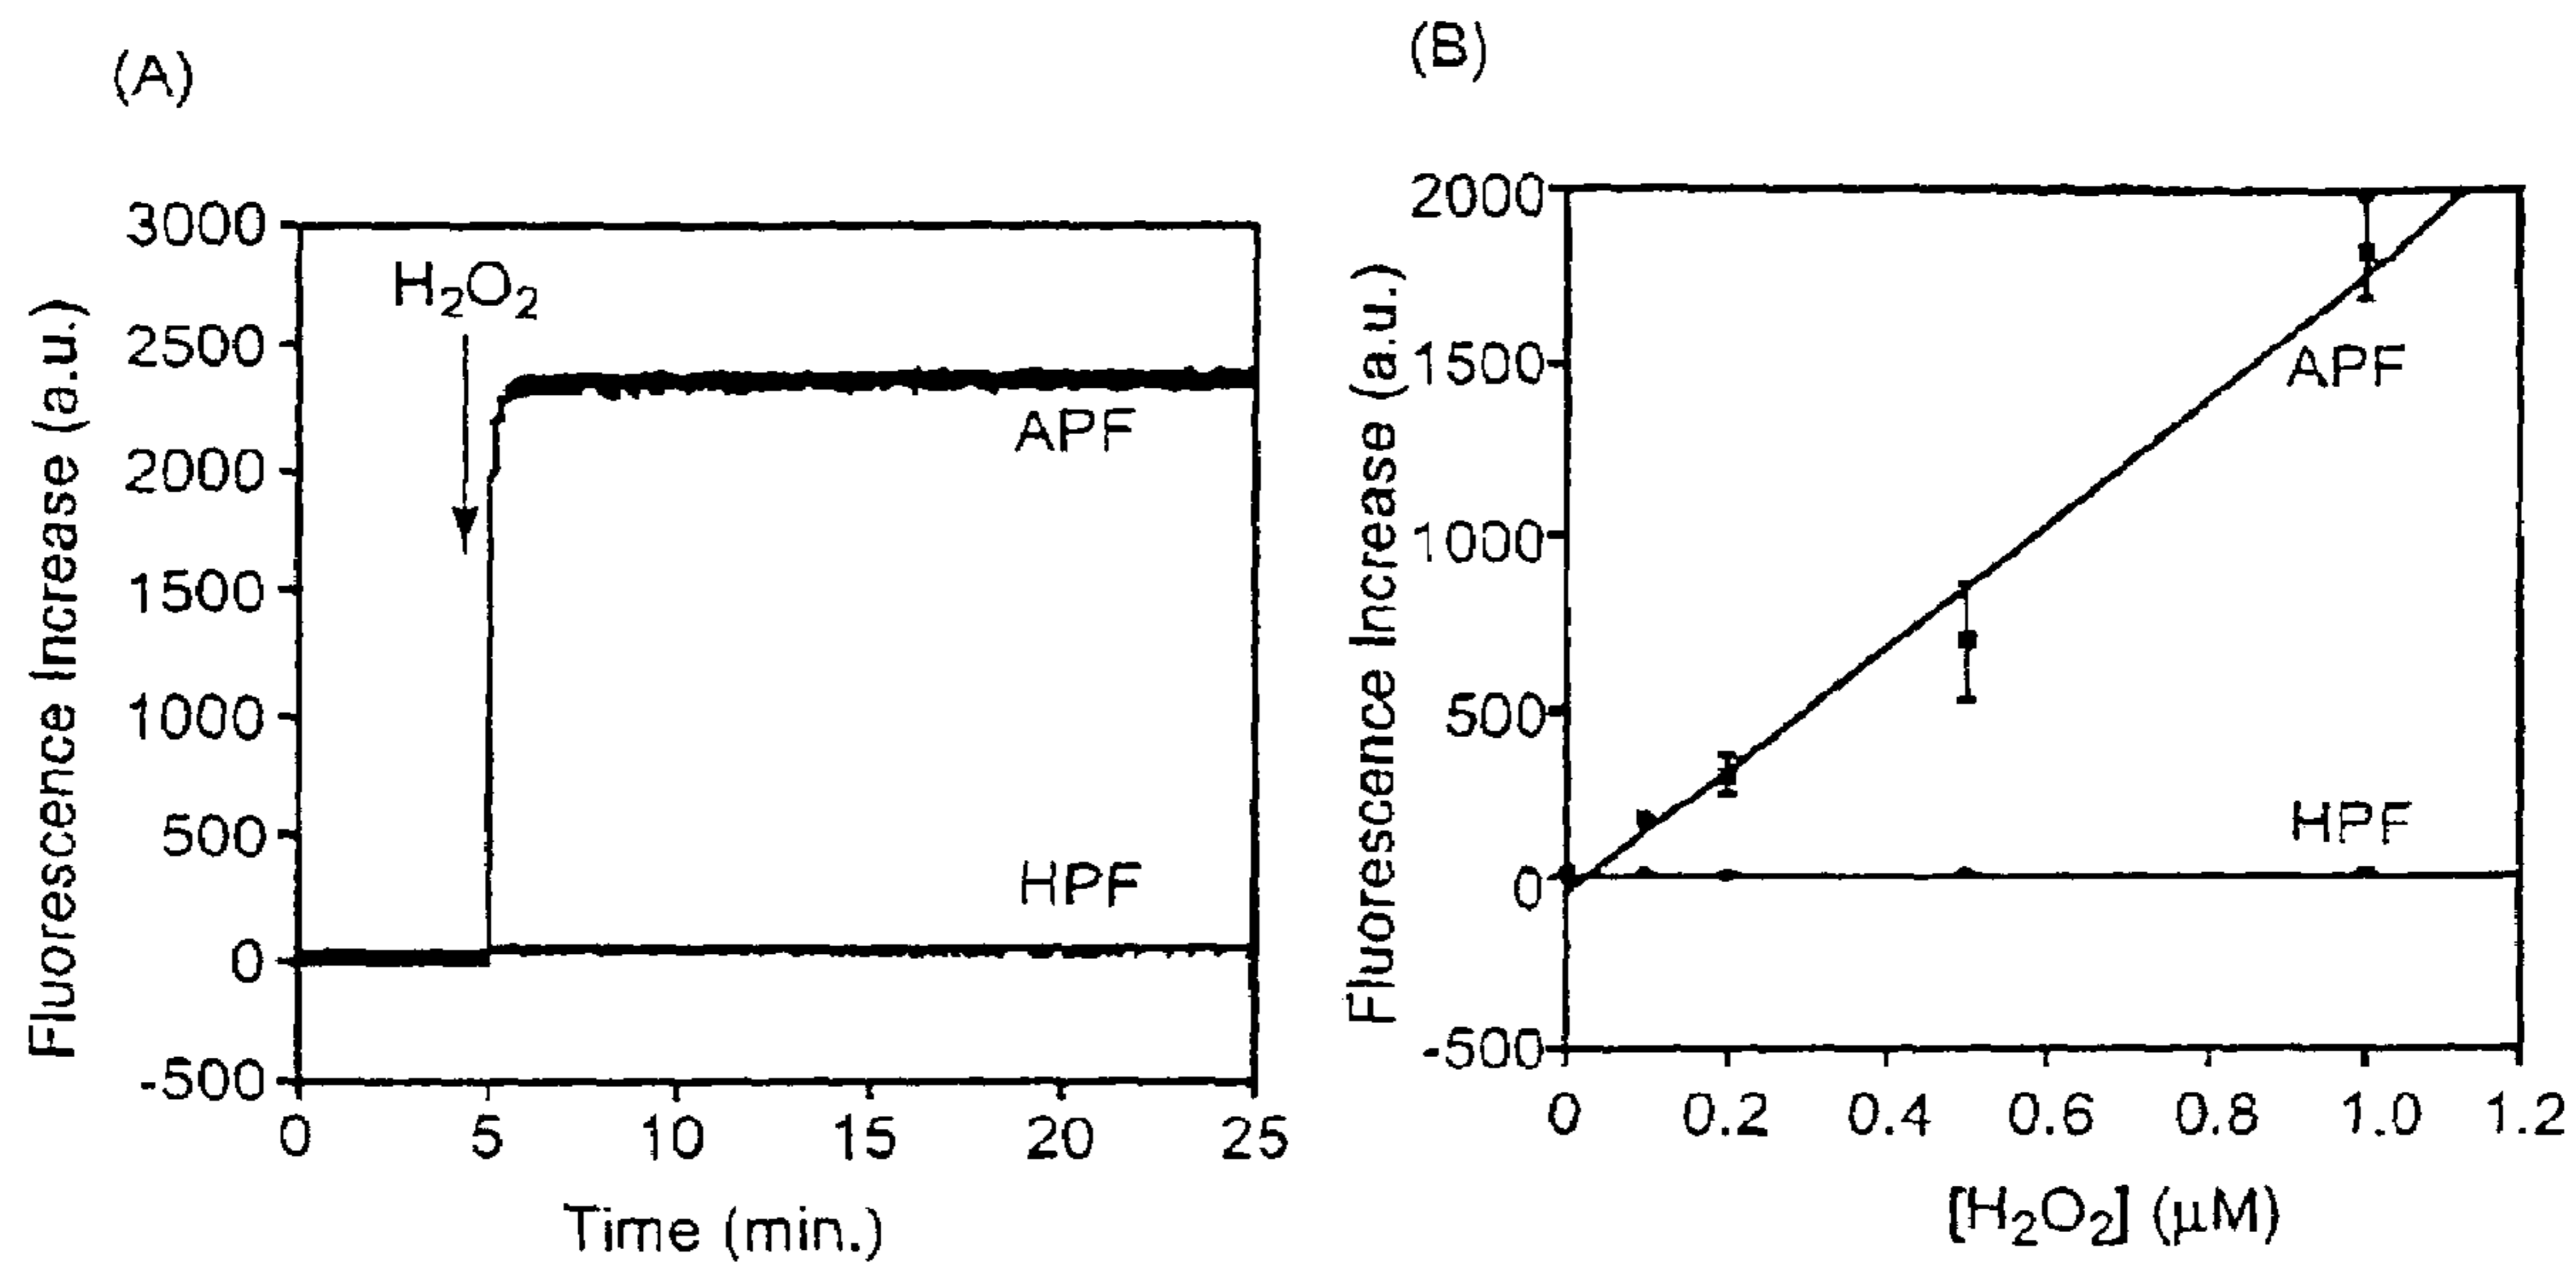 (A)
Fluorescence Increase (a.u.)
3000
2500
2000
1500
1000
500
0
-500
H₂O₂
APF
HPF
0 5 10 15 20 25
Time (min.)
(B)
Fluorescence Increase (a.u.)
2000
1500
1000
500
0
-500
APF
HPF
0 0.2 0.4 0.6 0.8 1.0 1.2
[H₂O₂] (μM)